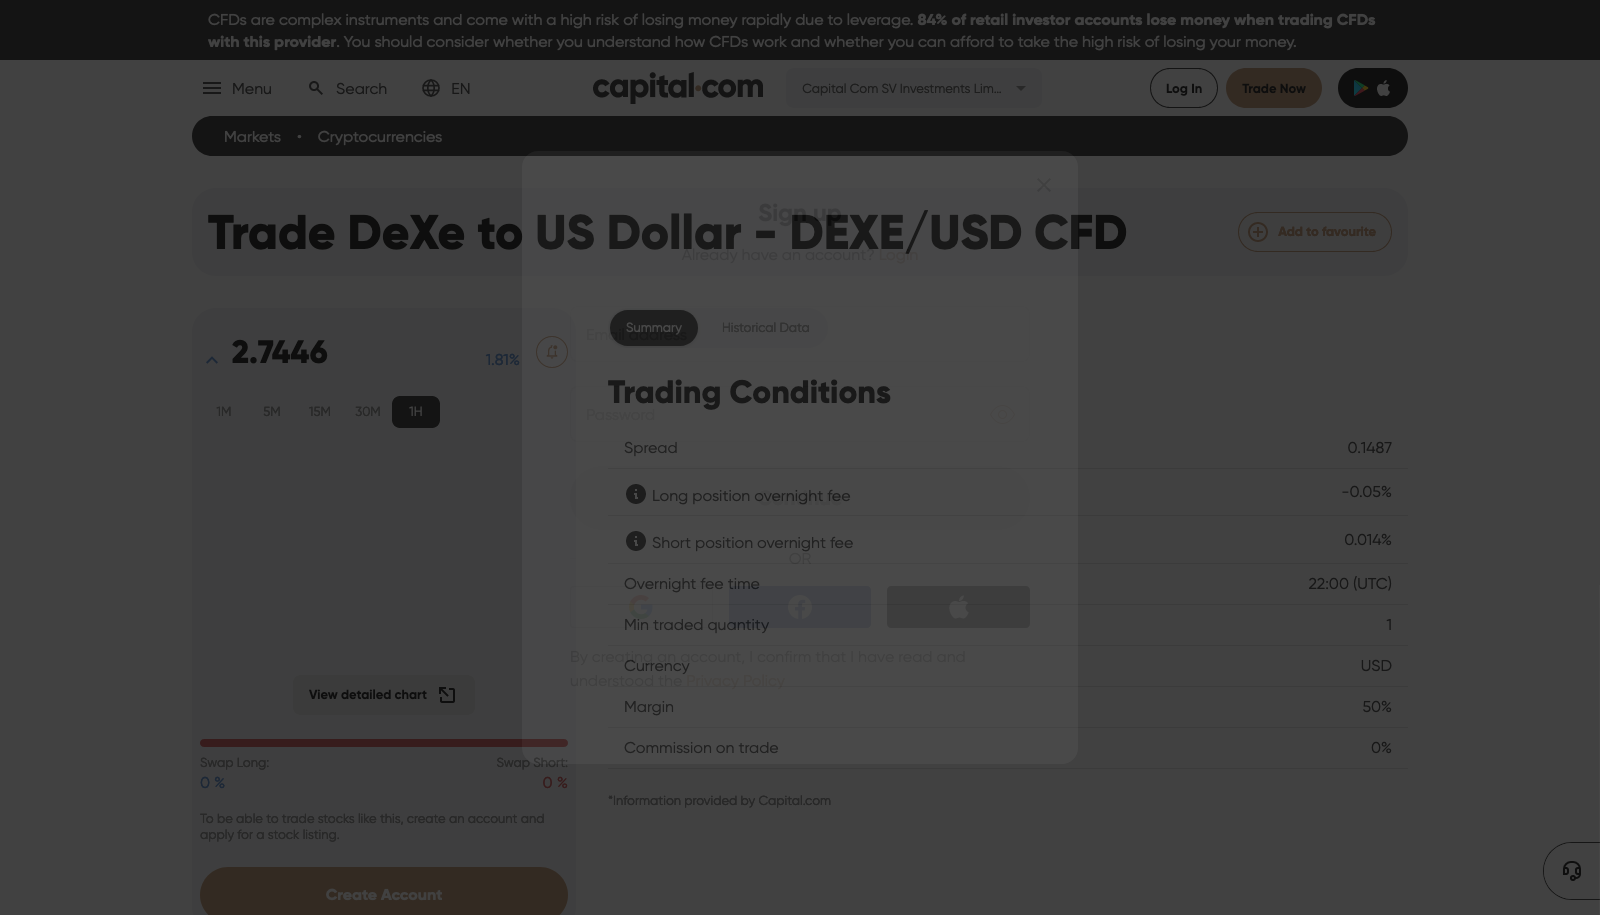 CFDs are complex instruments and come with a high risk of losing money rapidly due to leverage. 84% of retail investor accounts lose money when trading CFDs
with this provider. You should consider whether you understand how CFDs work and whether you can afford to take the high risk of losing your money.
Menu
Search
EN
capital.com
Capital Com SV Investments Lim...
Log In
Trade Now
Markets • Cryptocurrencies
Sign up
Trade DeXe to US Dollar - DEXE/USD CFD
Add to favourite
Already have an account? Login
2.7446
1.81%
1M
5M
15M
30M
1H
View detailed chart
Swap Long:
Swap Short:
0 %
0 %
To be able to trade stocks like this, create an account and
apply for a stock listing.
Create Account
Summary
Historical Data
Email address
Trading Conditions
Password
Spread 0.1487
Long position overnight fee -0.05%
Short position overnight fee 0.014%
OR
Overnight fee time 22:00 (UTC)
Min traded quantity 1
By creating an account, I confirm that I have read and
understood the Privacy Policy
Currency USD
Margin 50%
Commission on trade 0%
*Information provided by Capital.com